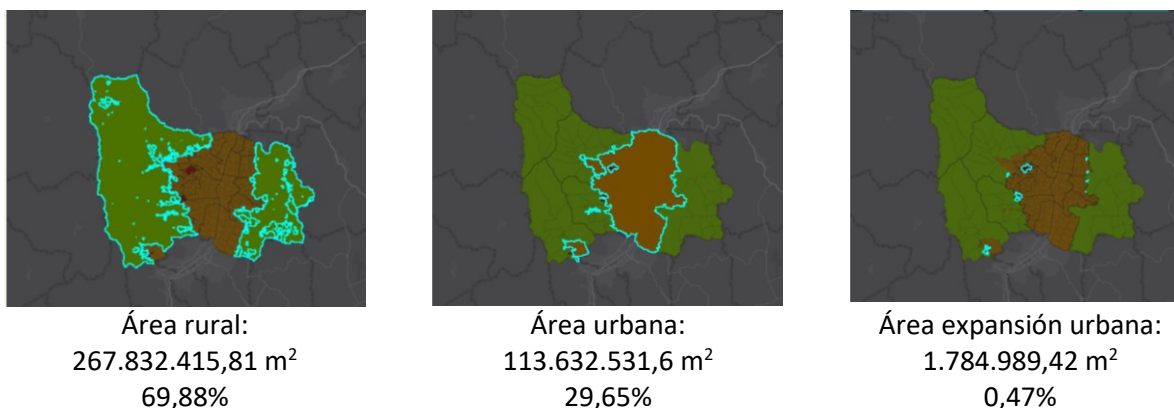 Área rural:
267.832.415,81 m²
69,88%
Área urbana:
113.632.531,6 m²
29,65%
Área expansión urbana:
1.784.989,42 m²
0,47%